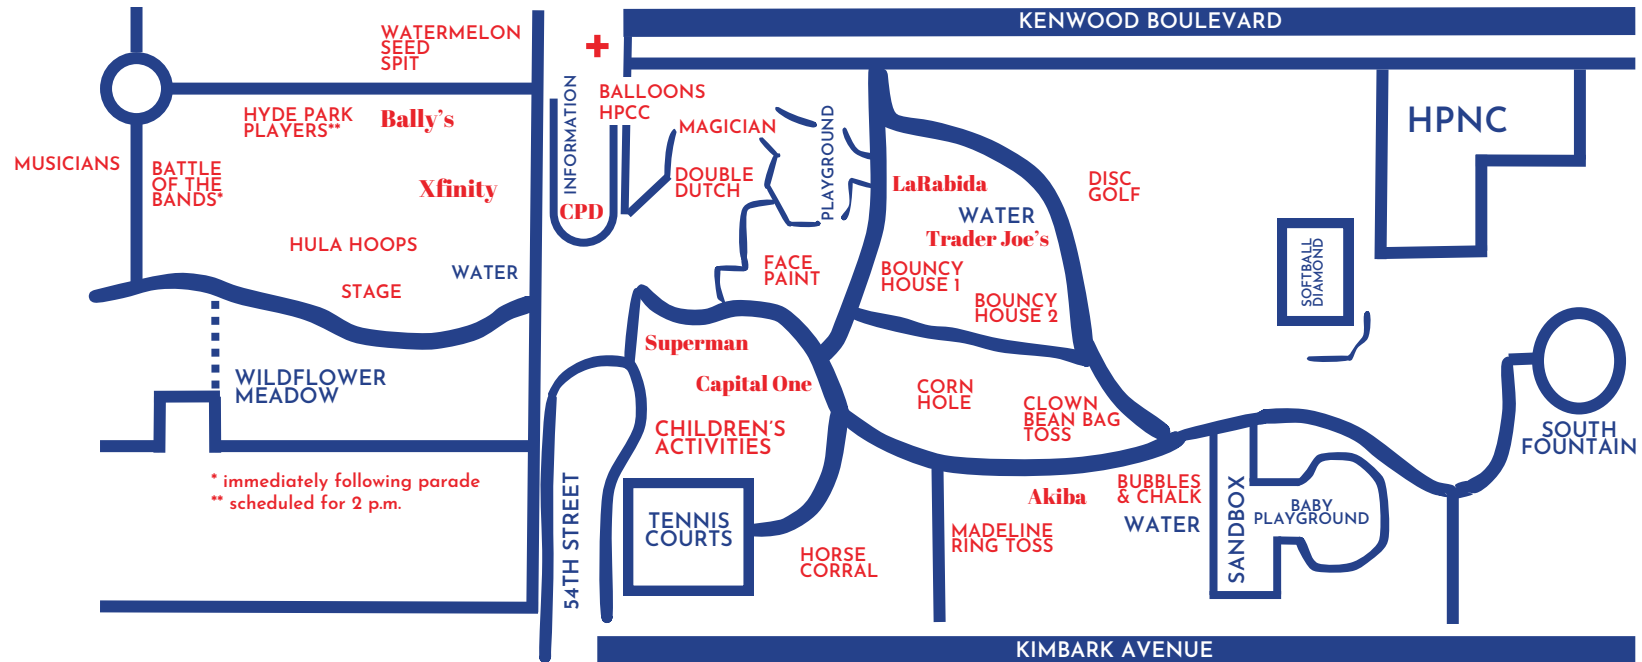 KENWOOD BOULEVARD
WATERMELON
SEED
SPIT
HYDE PARK
PLAYERS**
Bally's
MUSICIANS
BATTLE
OF THE
BANDS*
Xfinity
HULA HOOPS
WATER
STAGE
WILDFLOWER
MEADOW
* immediately following parade
** scheduled for 2 p.m.
INFORMATION
CPD
BALLOONS
HPCC
MAGICIAN
DOUBLE
DUTCH
PLAYGROUND
FACE
PAINT
LaRabida
WATER
Trader Joe's
BOUNCY
HOUSE 1
BOUNCY
HOUSE 2
DISC
GOLF
HPNC
SOFTBALL
DIAMOND
SOUTH
FOUNTAIN
Superman
Capital One
CHILDREN'S
ACTIVITIES
CORN
HOLE
CLOWN
BEAN BAG
TOSS
54TH STREET
TENNIS
COURTS
HORSE
CORRAL
MADELINE
RING TOSS
Akiba
BUBBLES
& CHALK
WATER
SANDBOX
BABY
PLAYGROUND
KIMBARK AVENUE